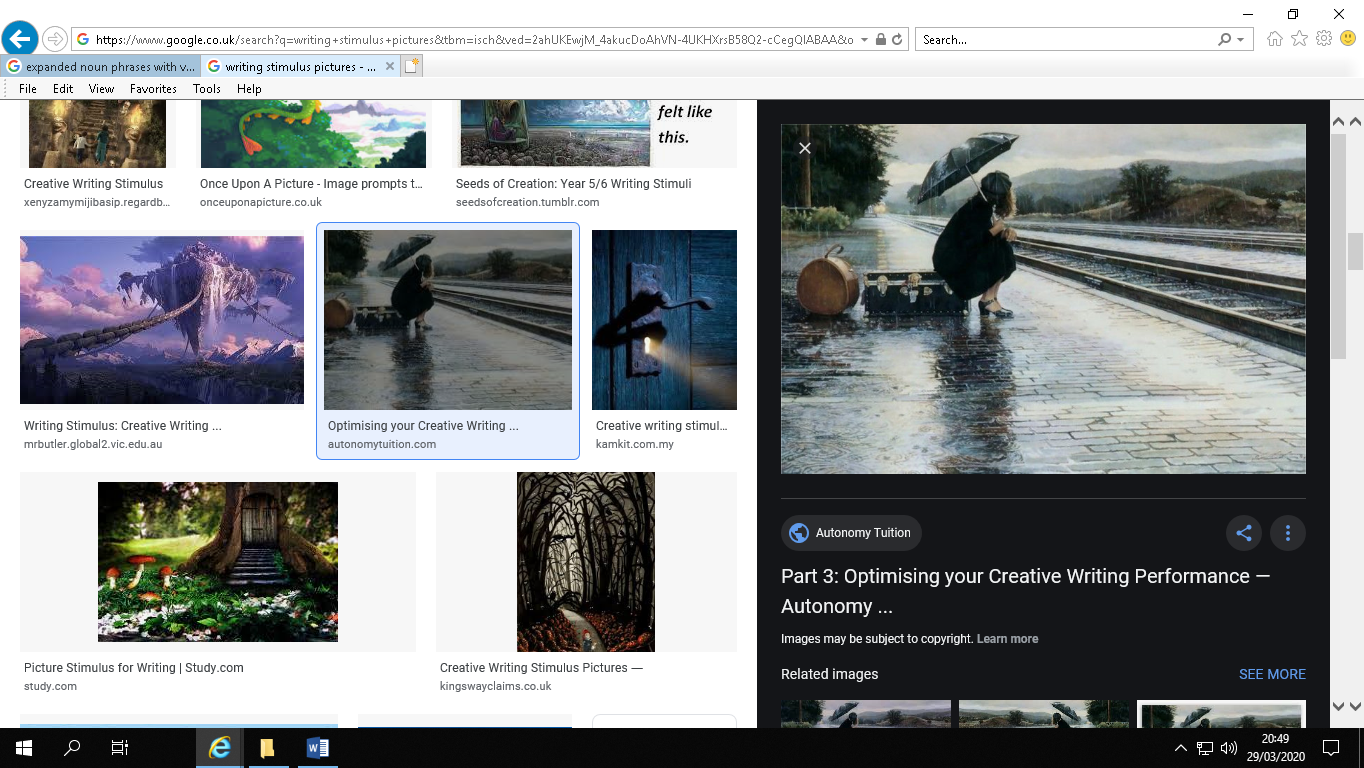 https://www.google.co.uk/search?q=writing+stimulus+pictures&tbm=isch&ved=2ahUKEwjM_4akucDoAhVN-4UKHXrsB58Q2-cCegQIABAA&o
Search...
expanded noun phrases with v...
writing stimulus pictures - ...
File Edit View Favorites Tools Help
felt like
this.
Creative Writing Stimulus
xenyzamymijibasip.regardb...
Once Upon A Picture - Image prompts t...
onceuponapicture.co.uk
Seeds of Creation: Year 5/6 Writing Stimuli
seedsofcreation.tumblr.com
Writing Stimulus: Creative Writing ...
mrbutler.global2.vic.edu.au
Optimising your Creative Writing ...
autonomytuition.com
Creative writing stimul...
kamkit.com.my
Picture Stimulus for Writing | Study.com
study.com
Creative Writing Stimulus Pictures —
kingswayclaims.co.uk
Autonomy Tuition
Part 3: Optimising your Creative Writing Performance —
Autonomy ...
Images may be subject to copyright. Learn more
Related images
SEE MORE
20:49
29/03/2020